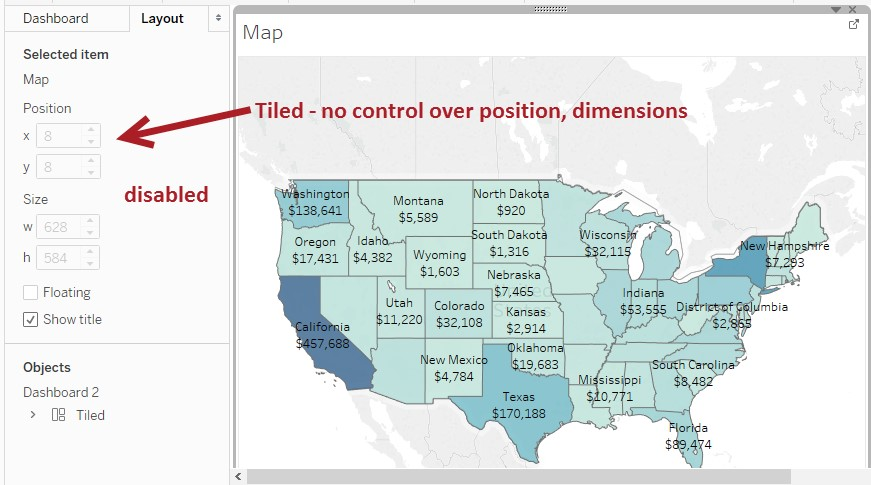 Dashboard
Layout
Selected item
Map
Position
x 8
y 8
Size
w 628
h 584
Floating
Show title
Objects
Dashboard 2
Tiled
Map
Tiled - no control over position, dimensions
disabled
Washington
$138,641
Montana
$5,589
North Dakota
$920
Oregon
$17,431
Idaho
$4,382
Wyoming
$1,603
South Dakota
$1,316
Wisconsin
$32,115
New Hampshire
$7,293
Nebraska
$7,465
Utah
$11,220
Colorado
$32,108
Kansas
$2,914
Indiana
$53,555
District of Columbia
$2,865
California
$457,688
New Mexico
$4,784
Oklahoma
$19,683
Mississippi
$10,771
South Carolina
$8,482
Texas
$170,188
Florida
$89,474